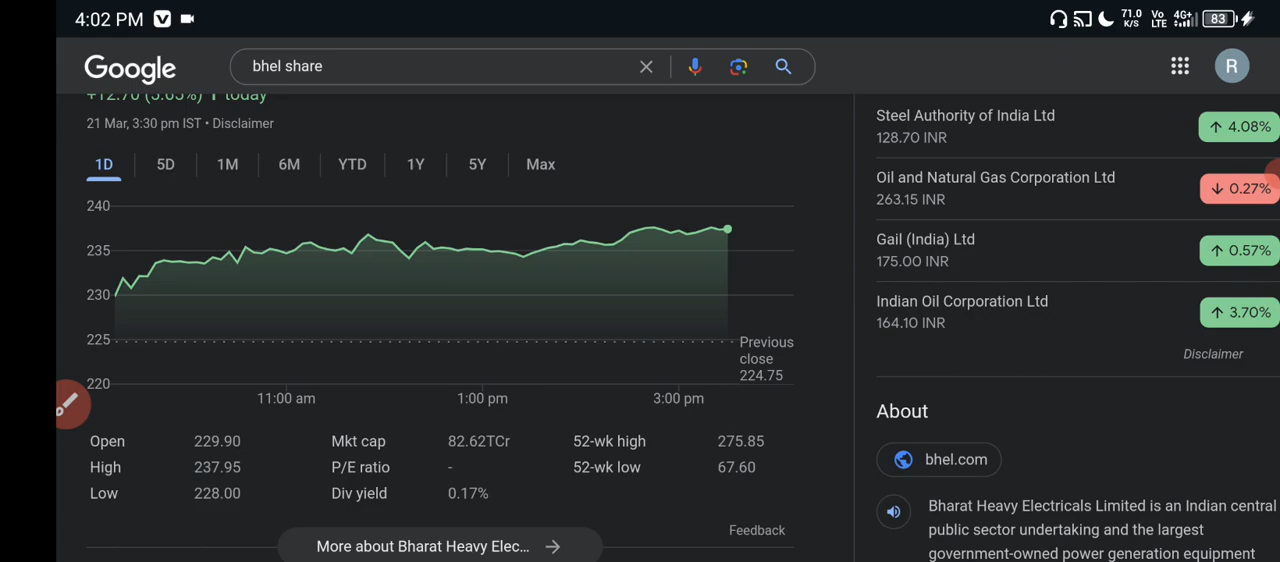 4:02 PM
71.0 K/S Vo LTE 4G+ 83
Google
bhel share
R
+12.70 (5.65%) ↑ today
21 Mar, 3:30 pm IST • Disclaimer
1D 5D 1M 6M YTD 1Y 5Y Max
240
235
230
225
220
Previous
close
224.75
11:00 am 1:00 pm 3:00 pm
Open 229.90 Mkt cap 82.62TCr 52-wk high 275.85
High 237.95 P/E ratio - 52-wk low 67.60
Low 228.00 Div yield 0.17%
Feedback
More about Bharat Heavy Elec... →
Steel Authority of India Ltd
128.70 INR
↑ 4.08%
Oil and Natural Gas Corporation Ltd
263.15 INR
↓ 0.27%
Gail (India) Ltd
175.00 INR
↑ 0.57%
Indian Oil Corporation Ltd
164.10 INR
↑ 3.70%
Disclaimer
About
bhel.com
Bharat Heavy Electricals Limited is an Indian central
public sector undertaking and the largest
government-owned power generation equipment